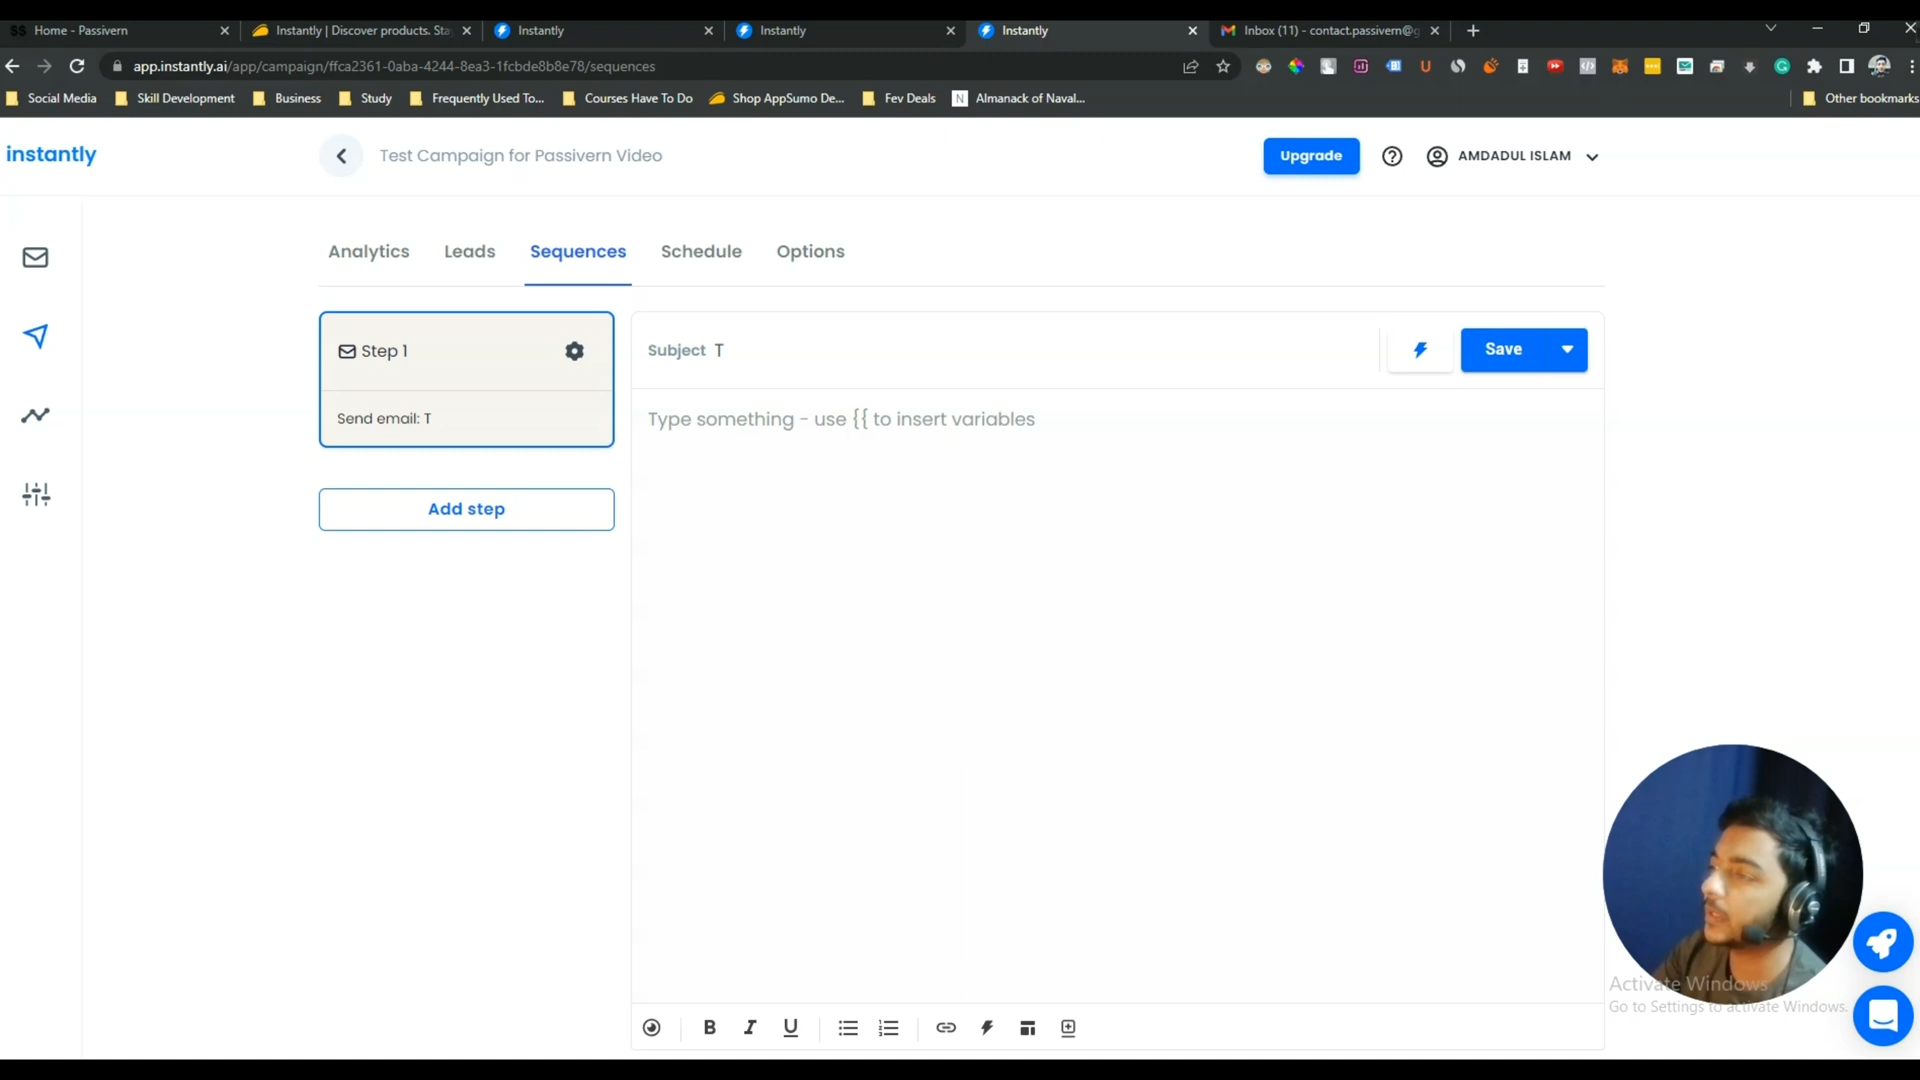 Home - Passivern
Instantly | Discover products. Sta
Instantly
Instantly
Instantly
Inbox (11) - contact.passivern@g
app.instantly.ai/app/campaign/ffca2361-0aba-4244-8ea3-1fcbde8b8e78/sequences
Social Media
Skill Development
Business
Study
Frequently Used To...
Courses Have To Do
Shop AppSumo De...
Fev Deals
Almanack of Naval...
Other bookmarks
instantly
Test Campaign for Passivern Video
Upgrade
AMDADUL ISLAM
Analytics
Leads
Sequences
Schedule
Options
Step 1
Subject T
Save
Send email: T
Type something - use {{ to insert variables
Add step
Activate Windows
Go to Settings to activate Windows.
B I U